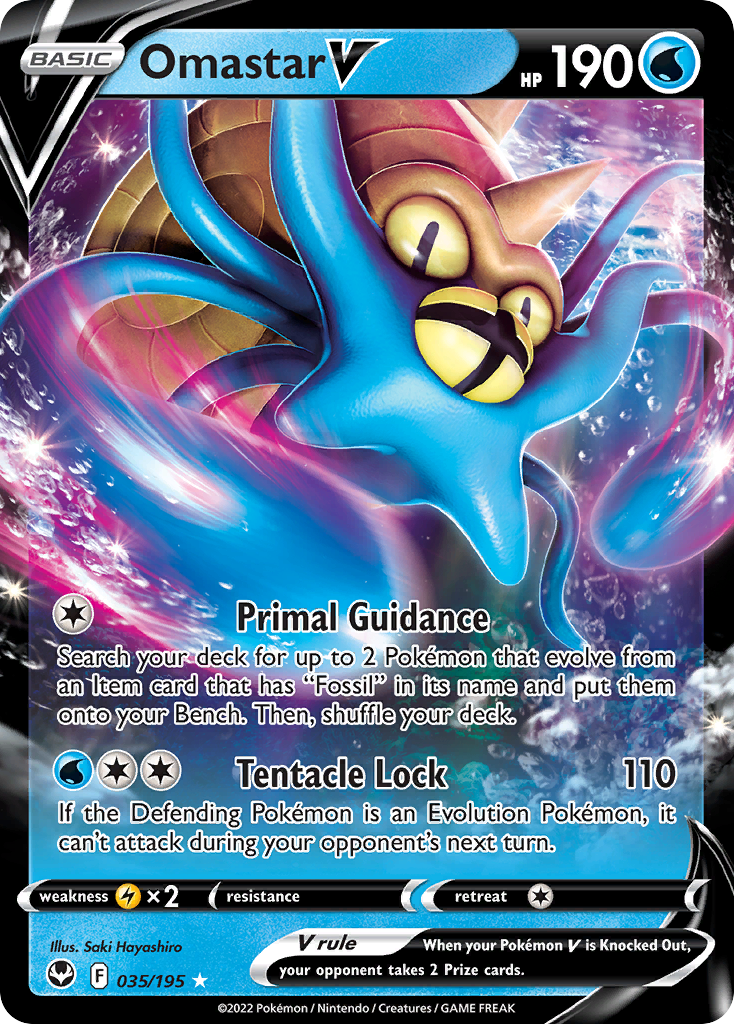 BASIC
Omastar V HP 190
Primal Guidance
Search your deck for up to 2 Pokémon that evolve from
an Item card that has “Fossil” in its name and put them
onto your Bench. Then, shuffle your deck.
Tentacle Lock 110
If the Defending Pokémon is an Evolution Pokémon, it
can’t attack during your opponent’s next turn.
weakness ×2 resistance retreat
Illus. Saki Hayashiro
V rule When your Pokémon V is Knocked Out,
your opponent takes 2 Prize cards.
F 035/195 ★
©2022 Pokémon / Nintendo / Creatures / GAME FREAK